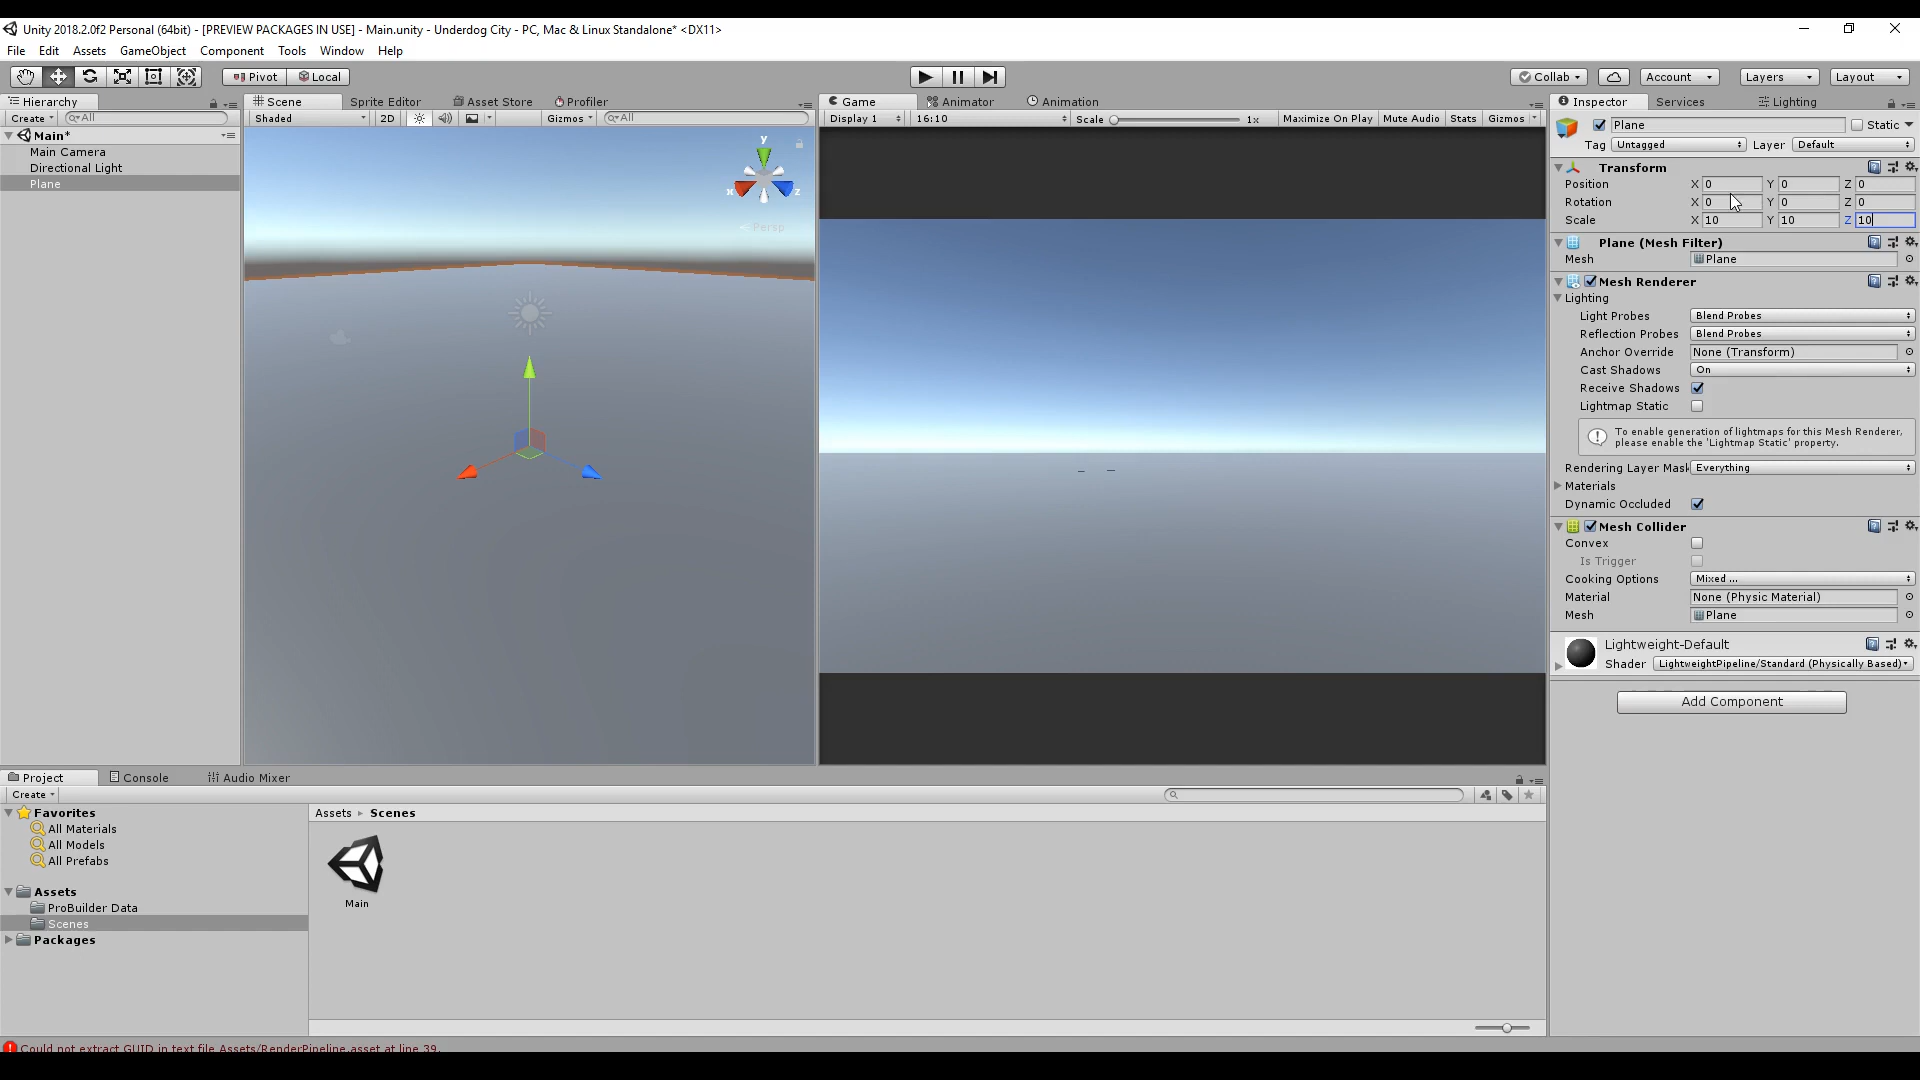 Unity 2018.2.0f2 Personal (64bit) - [PREVIEW PACKAGES IN USE] - Main.unity - Underdog City - PC, Mac & Linux Standalone* <DX11>
File Edit Assets GameObject Component Tools Window Help
Pivot Local Collab Account Layers Layout
Hierarchy
Create All
Main*
Main Camera
Directional Light
Plane
Scene Sprite Editor Asset Store Profiler
Shaded 2D Gizmos All
y
x z
Persp
Game Animator Animation
Display 1 16:10 Scale 1x Maximize On Play Mute Audio Stats Gizmos
Inspector Services Lighting
Plane Static
Tag Untagged Layer Default
Transform
Position X 0 Y 0 Z 0
Rotation X 0 Y 0 Z 0
Scale X 10 Y 10 Z 10
Plane (Mesh Filter)
Mesh Plane
Mesh Renderer
Lighting
Light Probes Blend Probes
Reflection Probes Blend Probes
Anchor Override None (Transform)
Cast Shadows On
Receive Shadows
Lightmap Static
To enable generation of lightmaps for this Mesh Renderer,
please enable the 'Lightmap Static' property.
Rendering Layer Mask Everything
Materials
Dynamic Occluded
Mesh Collider
Convex
Is Trigger
Cooking Options Mixed ...
Material None (Physic Material)
Mesh Plane
Lightweight-Default
Shader LightweightPipeline/Standard (Physically Based)
Add Component
Project Console Audio Mixer
Create
Favorites
All Materials
All Models
All Prefabs
Assets
ProBuilder Data
Scenes
Packages
Assets Scenes
Main
Could not extract GUID in text file Assets/RenderPipeline.asset at line 39.